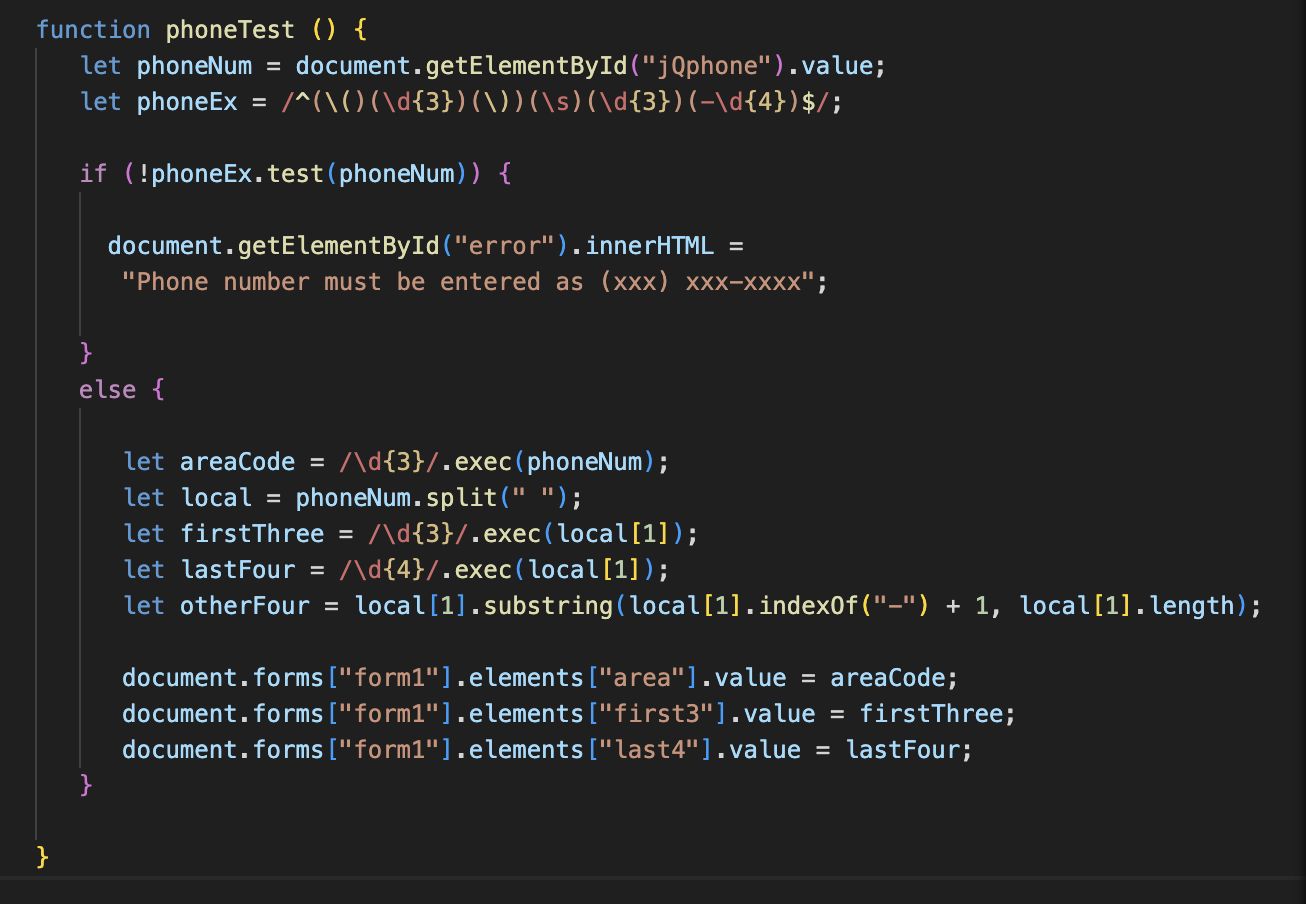 function phoneTest () {
let phoneNum = document.getElementById("jQphone").value;
let phoneEx = /^(\()(\d{3})(\))(\s)(\d{3})(-\d{4})$/;
if (!phoneEx.test(phoneNum)) {
document.getElementById("error").innerHTML =
"Phone number must be entered as (xxx) xxx-xxxx";
}
else {
let areaCode = /\d{3}/.exec(phoneNum);
let local = phoneNum.split(" ");
let firstThree = /\d{3}/.exec(local[1]);
let lastFour = /\d{4}/.exec(local[1]);
let otherFour = local[1].substring(local[1].indexOf("-") + 1, local[1].length);
document.forms["form1"].elements["area"].value = areaCode;
document.forms["form1"].elements["first3"].value = firstThree;
document.forms["form1"].elements["last4"].value = lastFour;
}
}